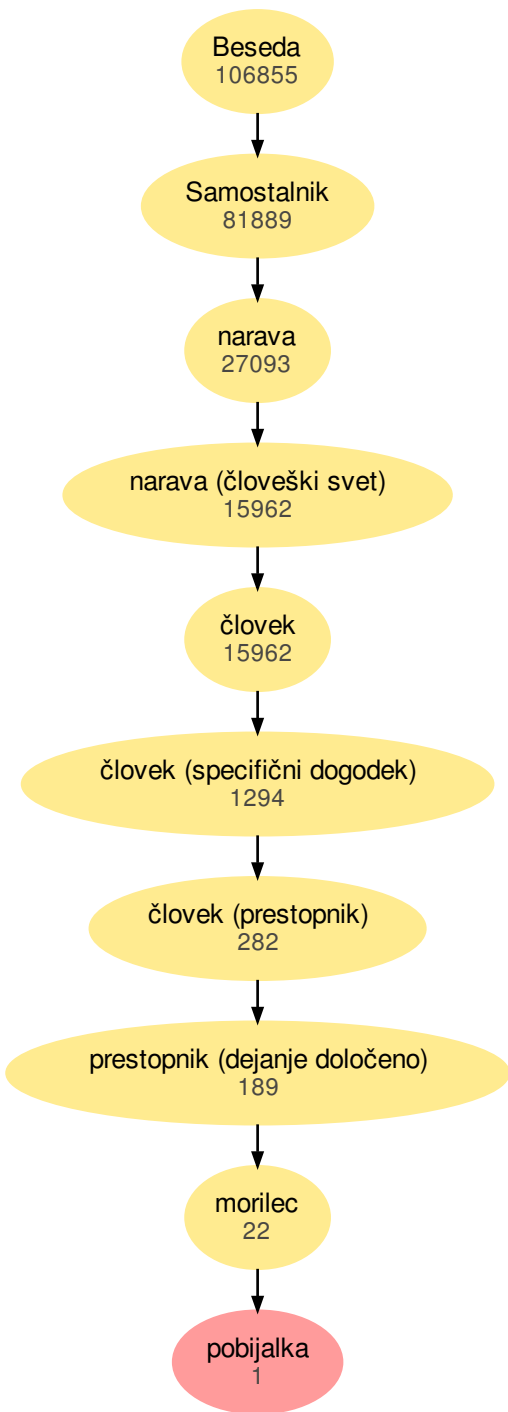 Beseda
106855
Samostalnik
81889
narava
27093
narava (človeški svet)
15962
človek
15962
človek (specifični dogodek)
1294
človek (prestopnik)
282
prestopnik (dejanje določeno)
189
morilec
22
pobijalka
1